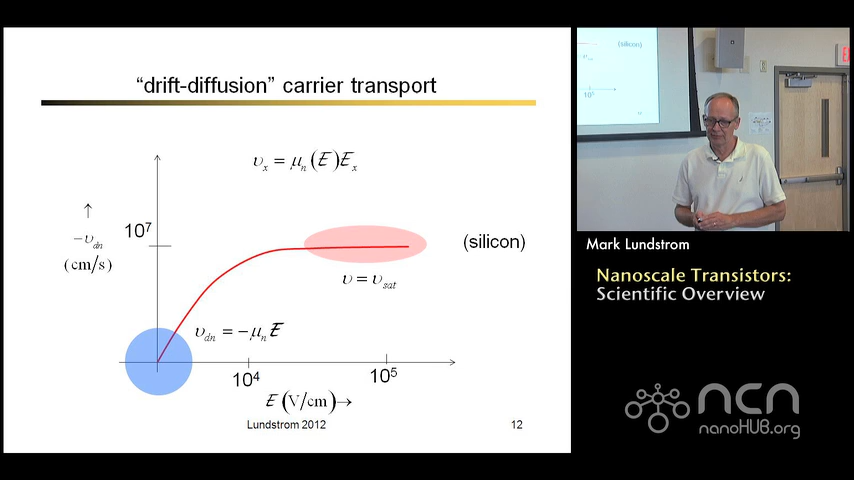 “drift-diffusion” carrier transport
υx = μn(ℰ)ℰx
↑
−υdn
(cm/s)
10⁷
(silicon)
υ = υsat
υdn = −μnℰ
10⁴
10⁵
ℰ (V/cm)→
Lundstrom 2012
12
(silicon)
10⁵
Mark Lundstrom
Nanoscale Transistors:
Scientific Overview
ncn
nanoHUB.org